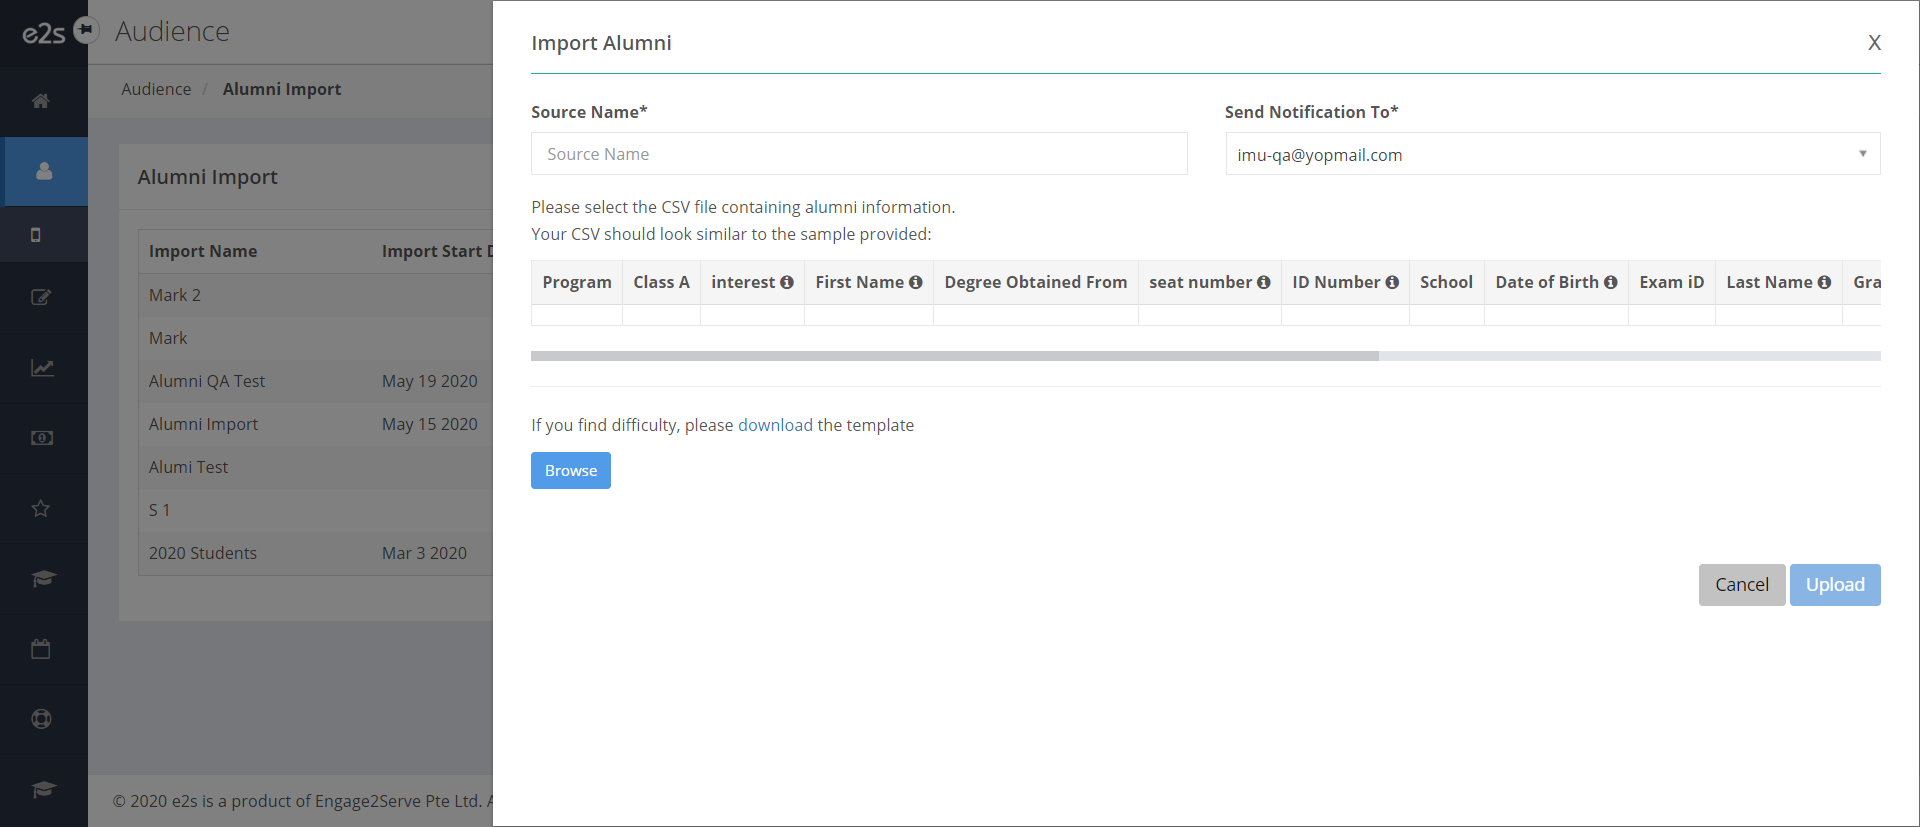 e2s
Audience
Audience / Alumni Import
Alumni Import
Import Name Import Start D
Mark 2
Mark
Alumni QA Test May 19 2020
Alumni Import May 15 2020
Alumi Test
S 1
2020 Students Mar 3 2020
© 2020 e2s is a product of Engage2Serve Pte Ltd. A
Import Alumni X
Source Name* Send Notification To*
Source Name imu-qa@yopmail.com
Please select the CSV file containing alumni information.
Your CSV should look similar to the sample provided:
Program Class A interest First Name Degree Obtained From seat number ID Number School Date of Birth Exam iD Last Name Gra
If you find difficulty, please download the template
Browse
Cancel Upload